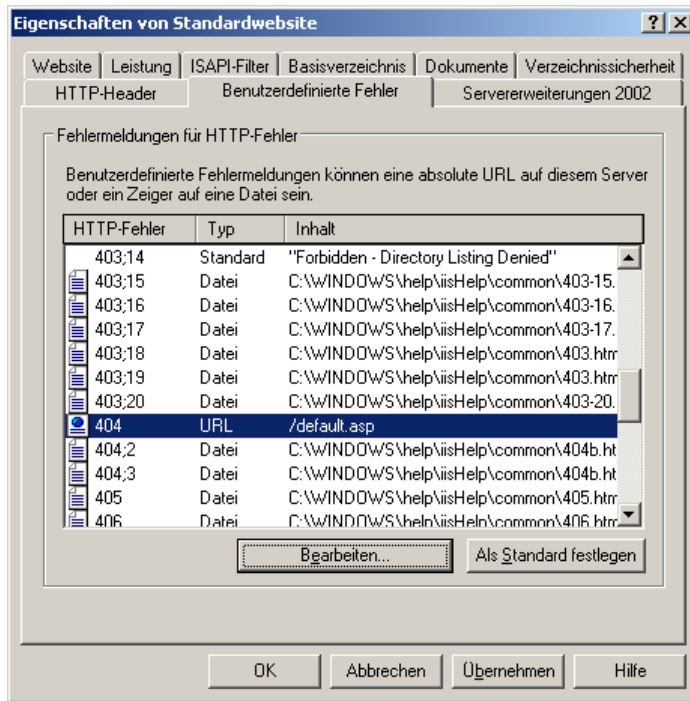 Eigenschaften von Standardwebsite
Website Leistung ISAPI-Filter Basisverzeichnis Dokumente Verzeichnissicherheit
HTTP-Header Benutzerdefinierte Fehler Servererweiterungen 2002
Fehlermeldungen für HTTP-Fehler
Benutzerdefinierte Fehlermeldungen können eine absolute URL auf diesem Server
oder ein Zeiger auf eine Datei sein.
HTTP-Fehler Typ Inhalt
403;14 Standard "Forbidden - Directory Listing Denied"
403;15 Datei C:\WINDOWS\help\iisHelp\common\403-15.
403;16 Datei C:\WINDOWS\help\iisHelp\common\403-16.
403;17 Datei C:\WINDOWS\help\iisHelp\common\403-17.
403;18 Datei C:\WINDOWS\help\iisHelp\common\403.htm
403;19 Datei C:\WINDOWS\help\iisHelp\common\403.htm
403;20 Datei C:\WINDOWS\help\iisHelp\common\403-20.
404 URL /default.asp
404;2 Datei C:\WINDOWS\help\iisHelp\common\404b.ht
404;3 Datei C:\WINDOWS\help\iisHelp\common\404b.ht
405 Datei C:\WINDOWS\help\iisHelp\common\405.htm
406 Datei C:\WINDOWS\help\iisHelp\common\406.htm
Bearbeiten... Als Standard festlegen
OK Abbrechen Übernehmen Hilfe